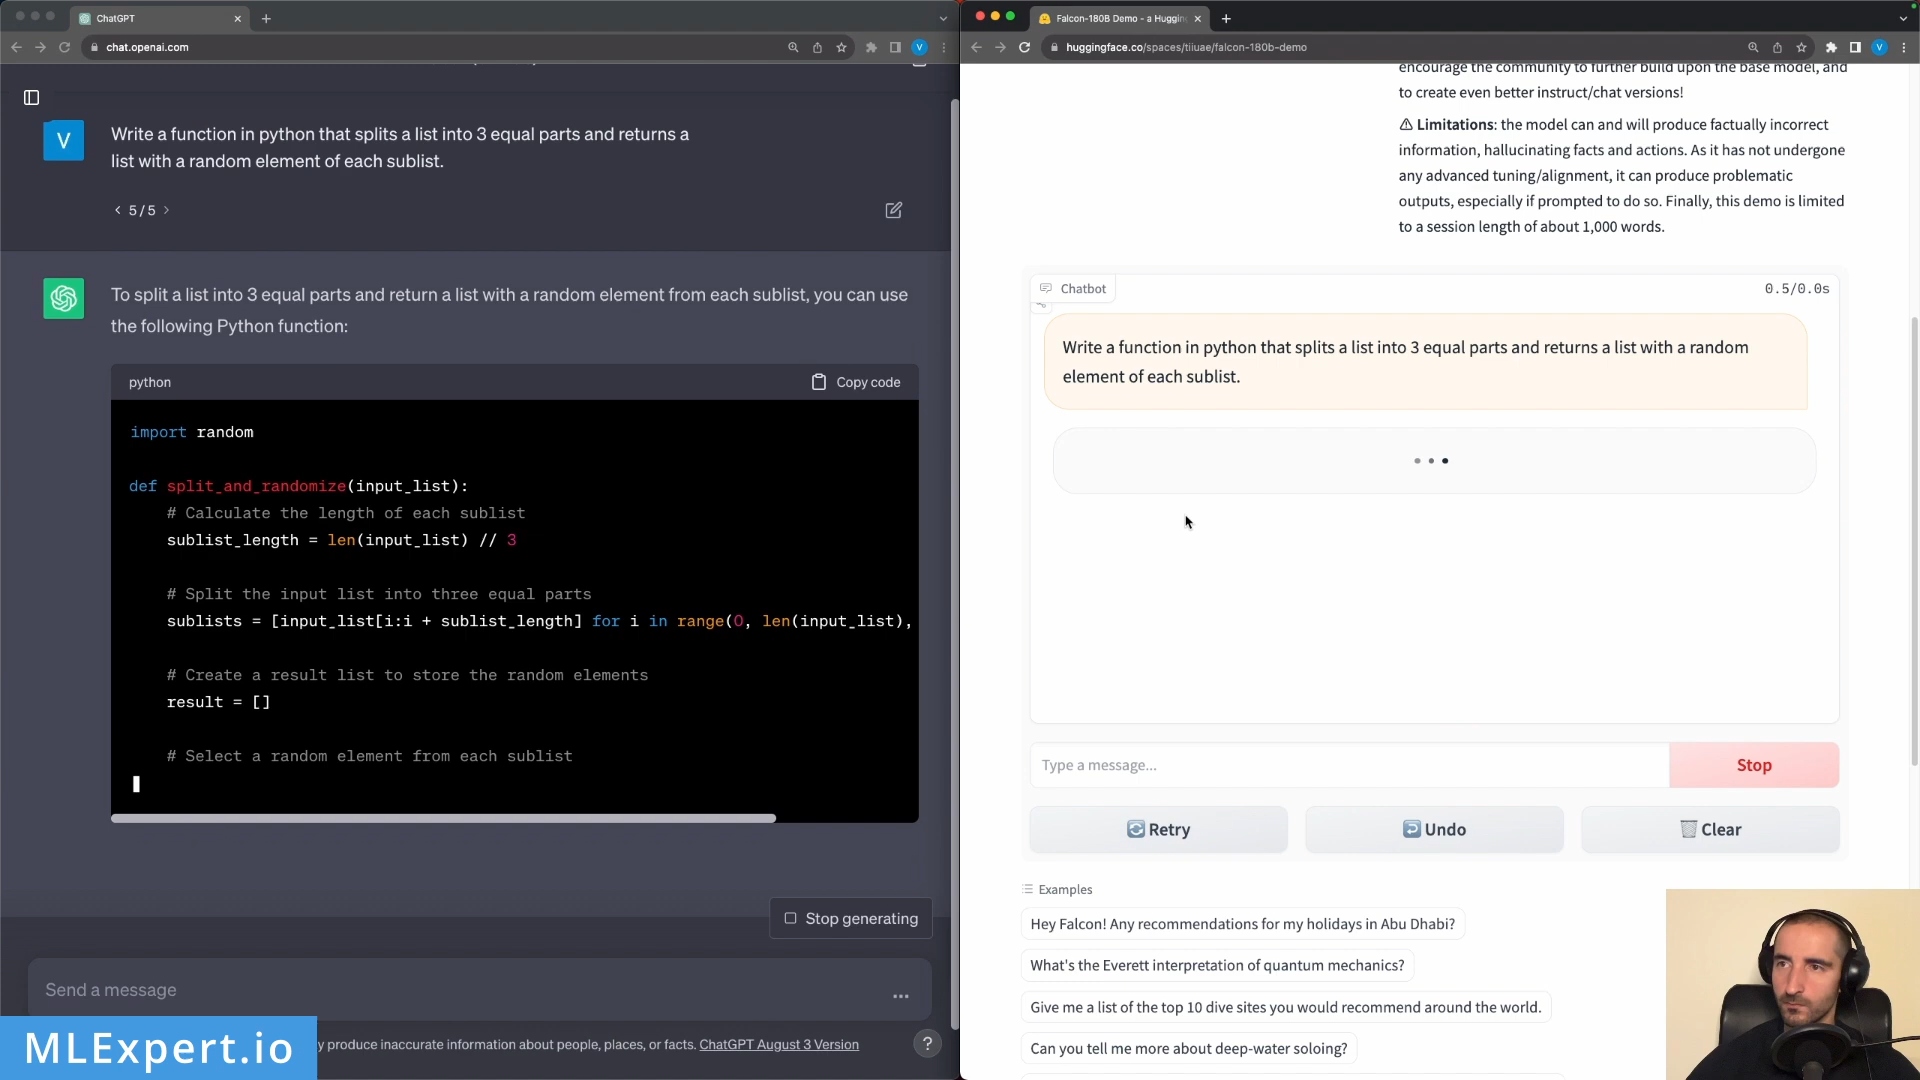 ChatGPT
chat.openai.com
V
V
Write a function in python that splits a list into 3 equal parts and returns a
list with a random element of each sublist.
5/5
To split a list into 3 equal parts and return a list with a random element from each sublist, you can use
the following Python function:
python
Copy code
import random
def split_and_randomize(input_list):
# Calculate the length of each sublist
sublist_length = len(input_list) // 3
# Split the input list into three equal parts
sublists = [input_list[i:i + sublist_length] for i in range(0, len(input_list),
# Create a result list to store the random elements
result = []
# Select a random element from each sublist
Stop generating
Send a message
...
MLExpert.io
y produce inaccurate information about people, places, or facts. ChatGPT August 3 Version
?
Falcon-180B Demo - a Hugging
huggingface.co/spaces/tiiuae/falcon-180b-demo
V
encourage the community to further build upon the base model, and
to create even better instruct/chat versions!
⚠ Limitations: the model can and will produce factually incorrect
information, hallucinating facts and actions. As it has not undergone
any advanced tuning/alignment, it can produce problematic
outputs, especially if prompted to do so. Finally, this demo is limited
to a session length of about 1,000 words.
Chatbot
0.5/0.0s
Write a function in python that splits a list into 3 equal parts and returns a list with a random
element of each sublist.
Type a message...
Stop
Retry
Undo
Clear
Examples
Hey Falcon! Any recommendations for my holidays in Abu Dhabi?
What's the Everett interpretation of quantum mechanics?
Give me a list of the top 10 dive sites you would recommend around the world.
Can you tell me more about deep-water soloing?